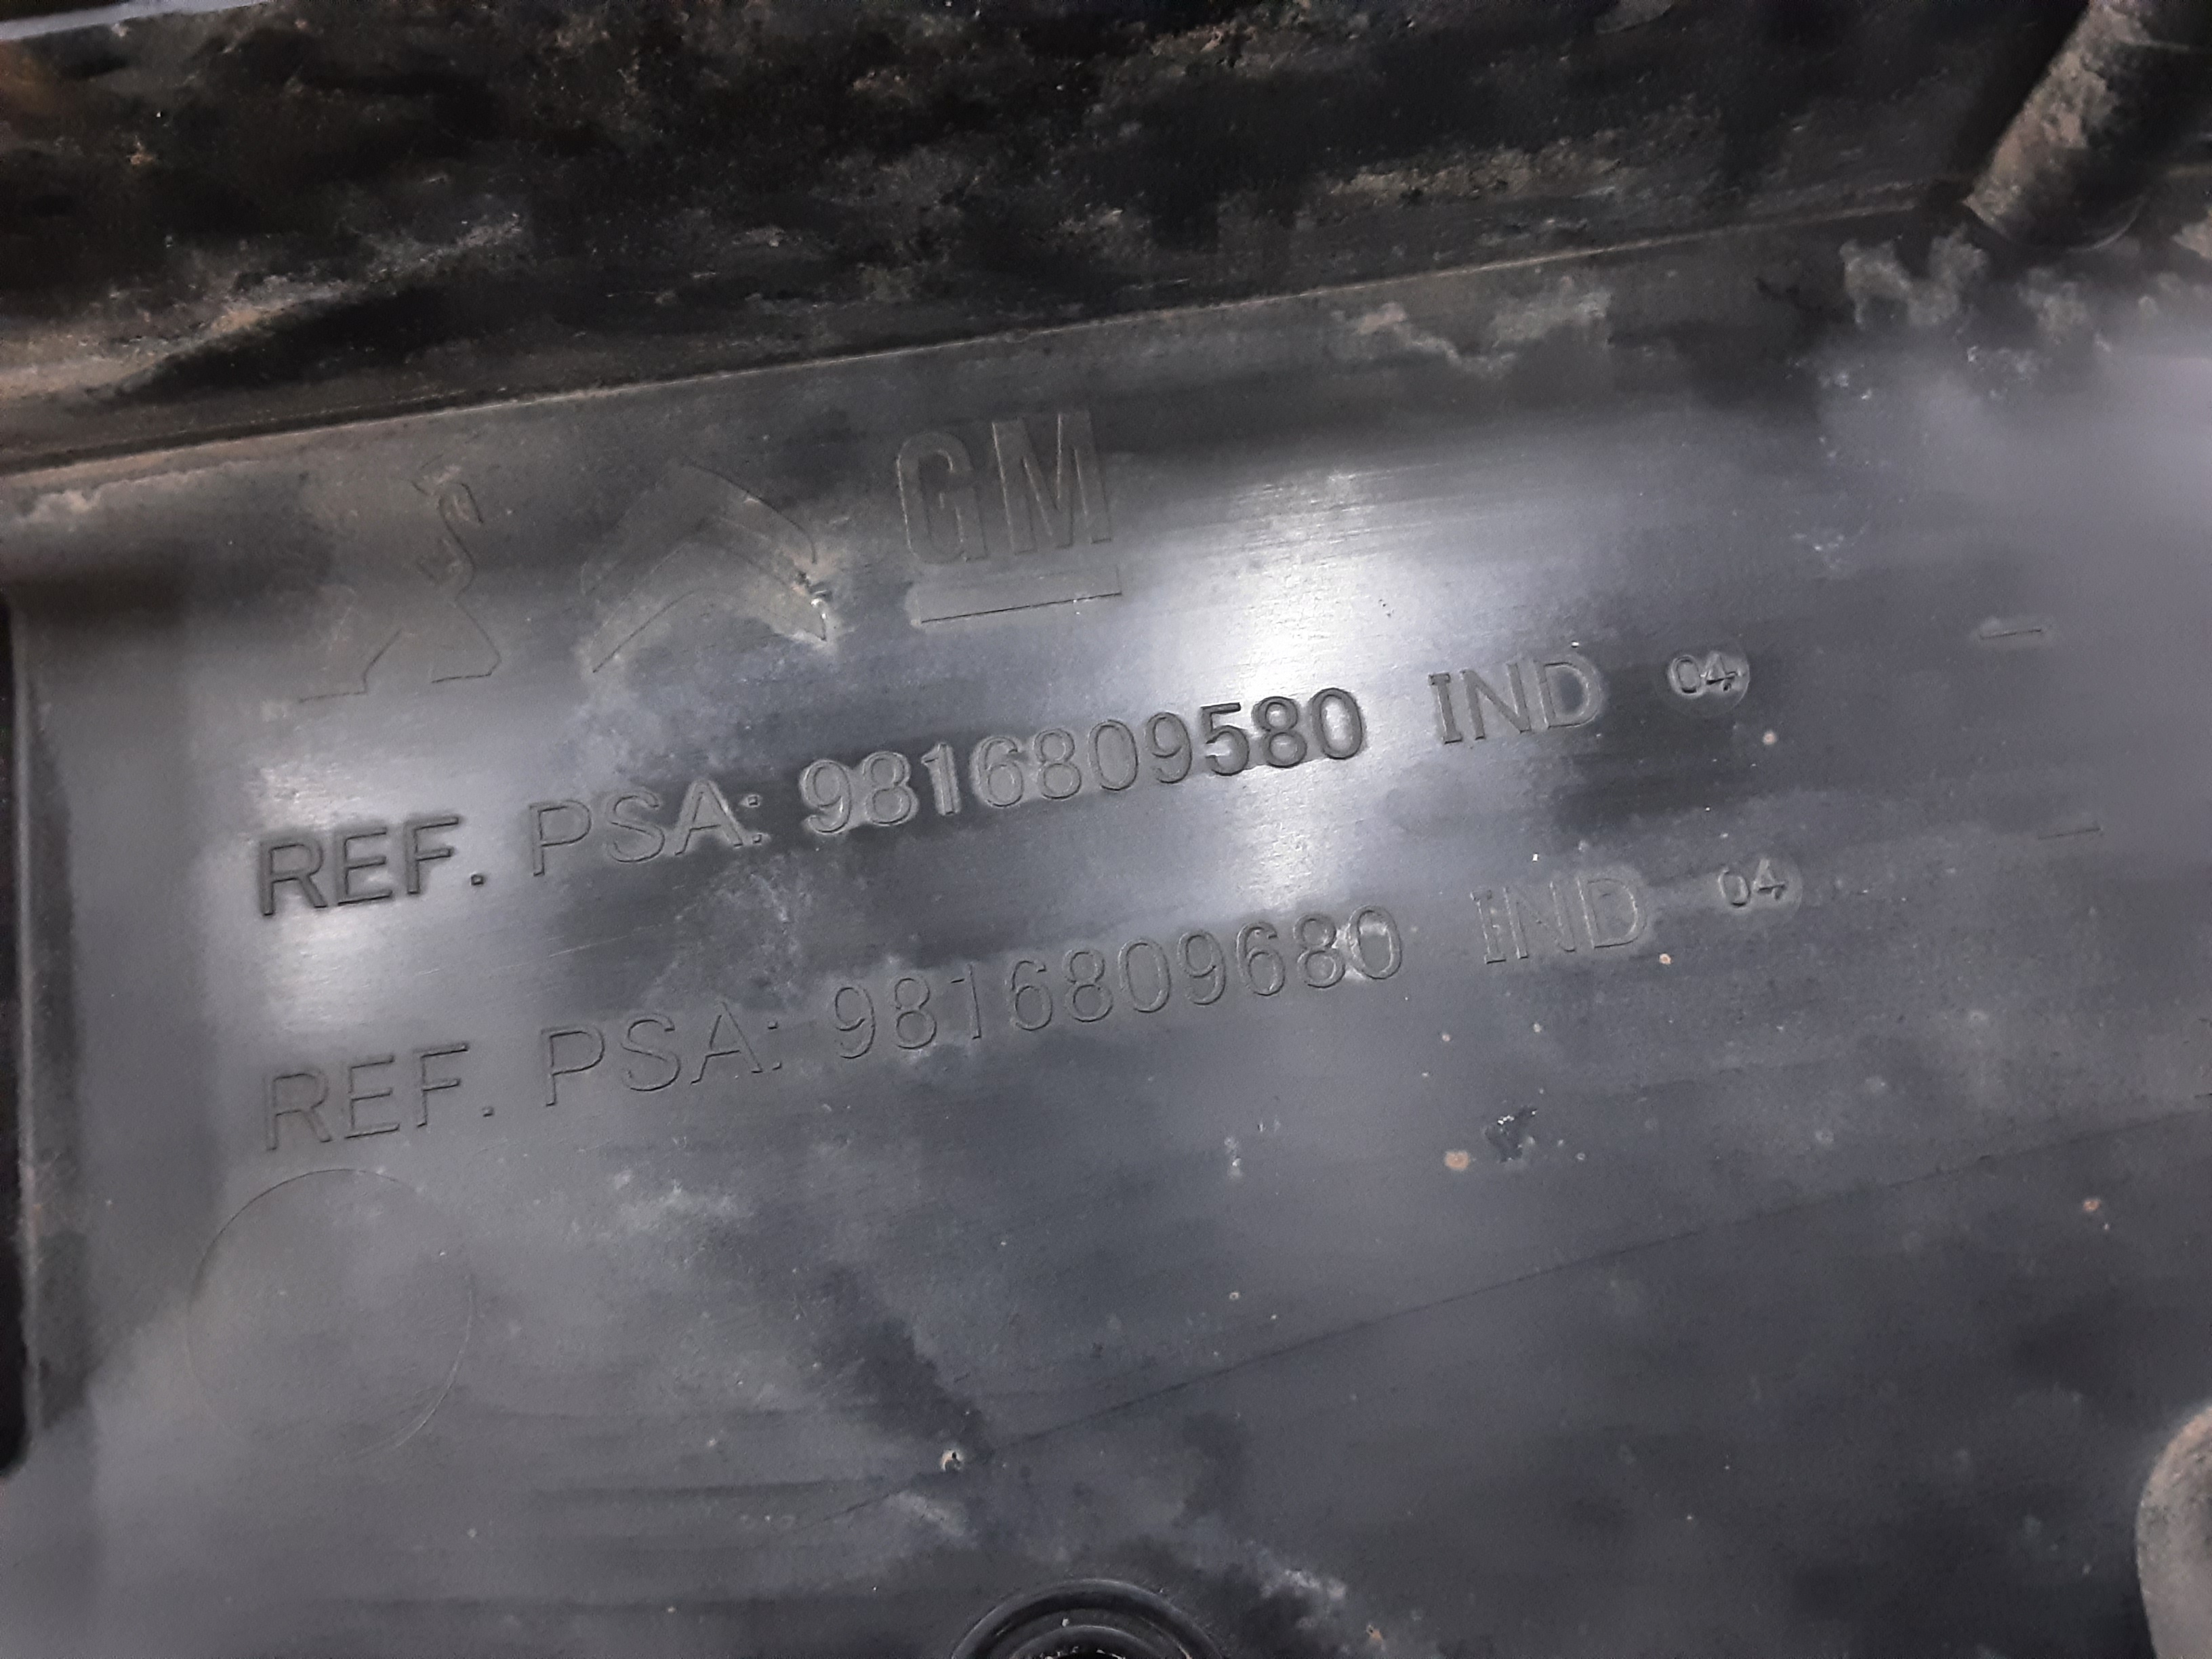 GM
REF. PSA: 9816809580 IND 04
REF. PSA: 9816809680 IND 04